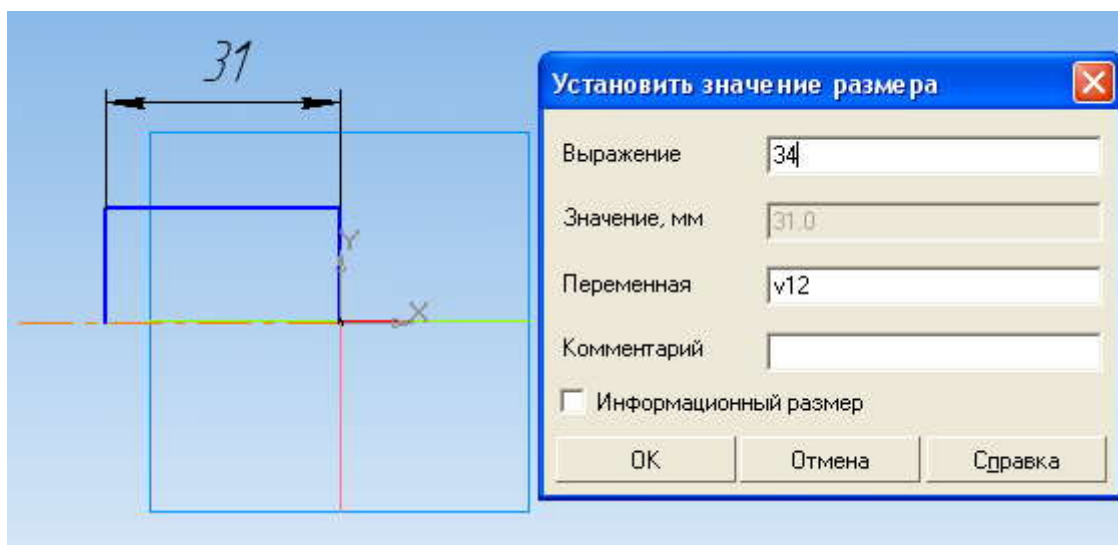 31
Y
X
Установить значение размера
Выражение 34
Значение, мм 31.0
Переменная v12
Комментарий
Информационный размер
OK Отмена Справка